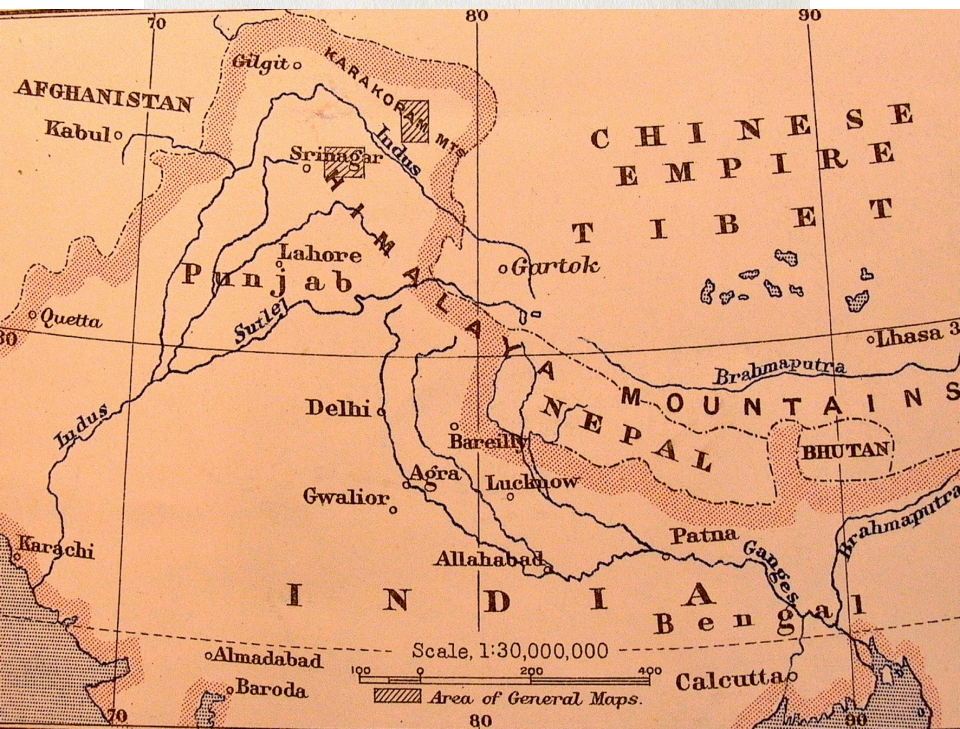 70
80
90
Gilgit
KARAKORAM MTS
AFGHANISTAN
Kabul
Indus
CHINESE
EMPIRE
TIBET
Srinagar
HIMALAYA MOUNTAINS
Lahore
Punjab
Gartok
Sutlej
Quetta
30
Lhasa 3
Brahmaputra
Indus
Delhi
NEPAL
Bareilly
BHUTAN
Agra
Lucknow
Gwalior
Brahmaputra
Patna
Karachi
Allahabad
Ganges
INDIA
Bengal
Scale, 1:30,000,000
Almadabad
100 0 200 400
Calcutta
Baroda
Area of General Maps.
70
80
90